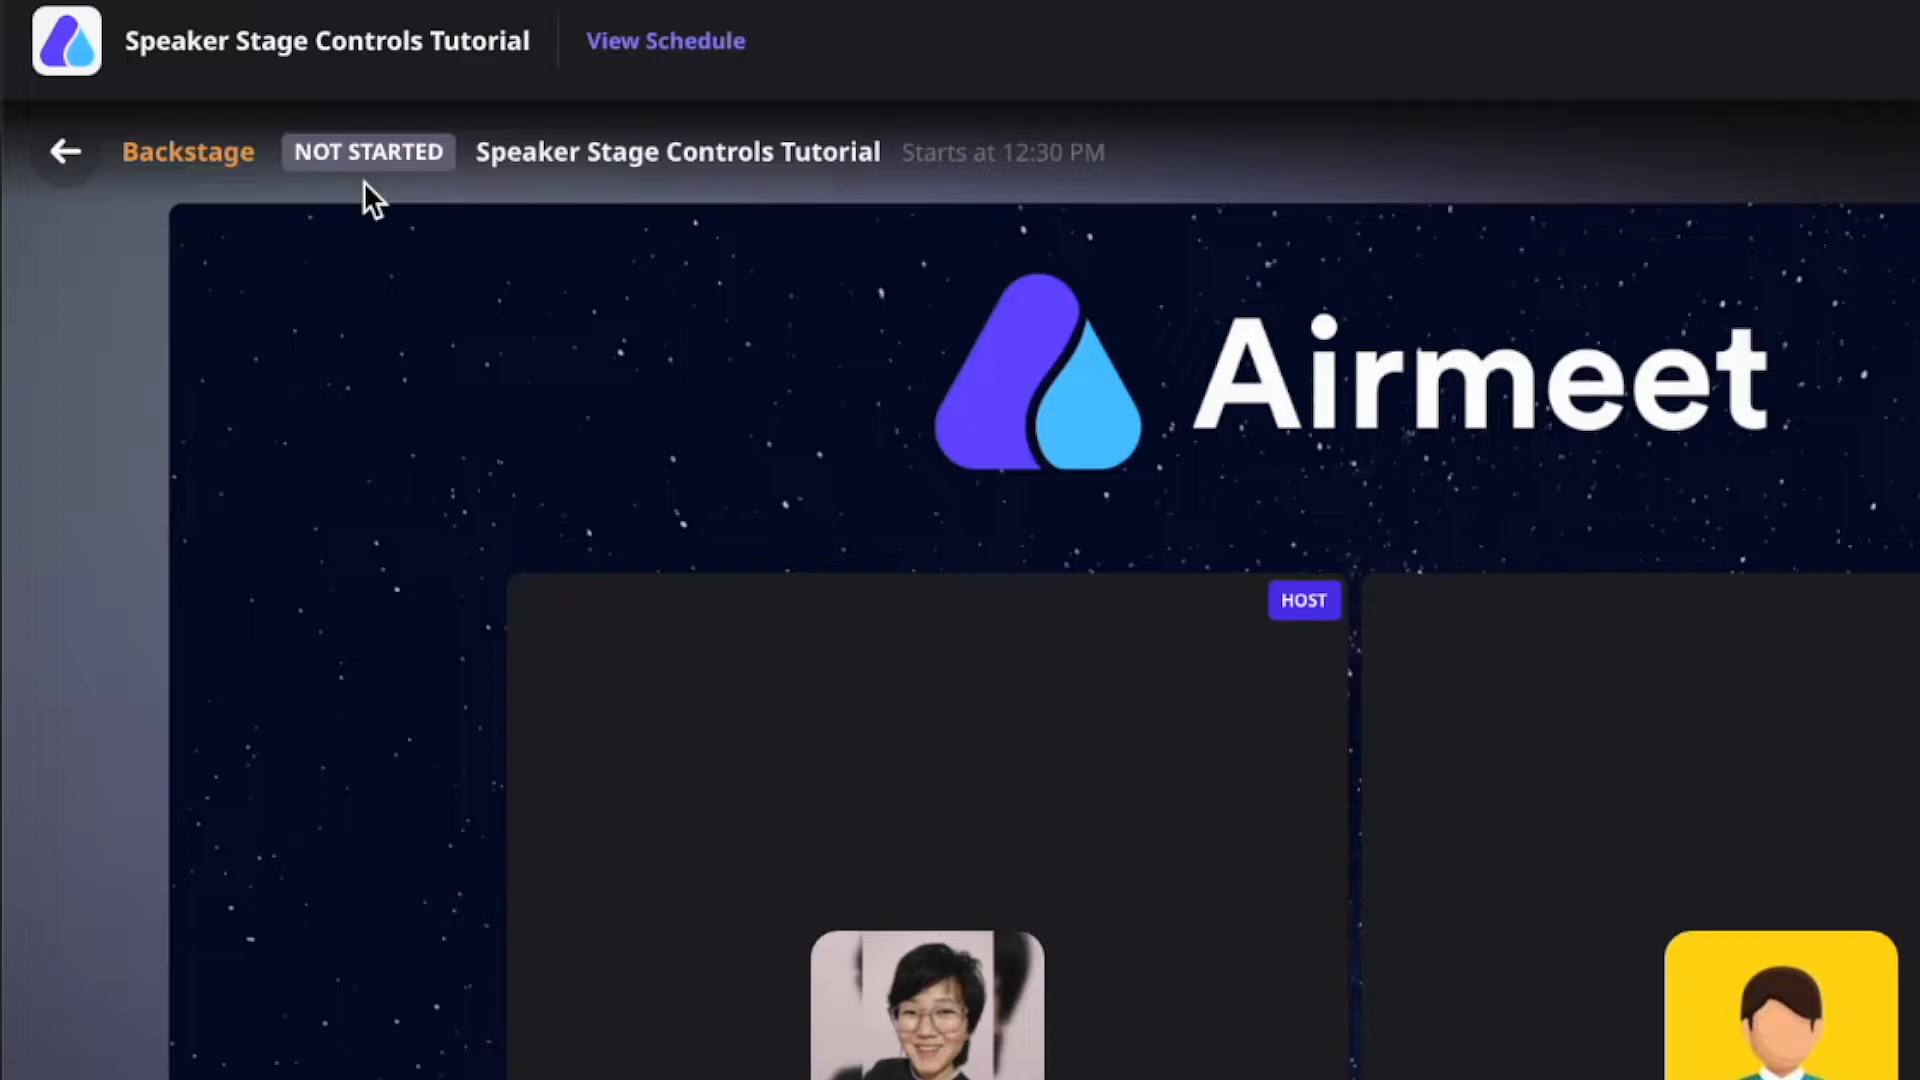 Speaker Stage Controls Tutorial View Schedule
Backstage NOT STARTED Speaker Stage Controls Tutorial Starts at 12:30 PM
Airmeet
HOST